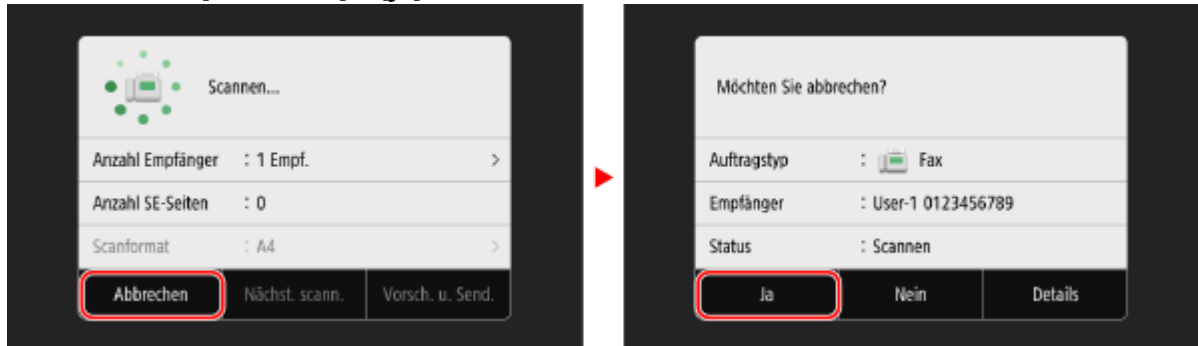 Scannen...
Anzahl Empfänger : 1 Empf. >
Anzahl SE-Seiten : 0
Scanformat : A4 >
Abbrechen Nächst. scann. Vorsch. u. Send.
Möchten Sie abbrechen?
Auftragstyp : Fax
Empfänger : User-1 0123456789
Status : Scannen
Ja Nein Details